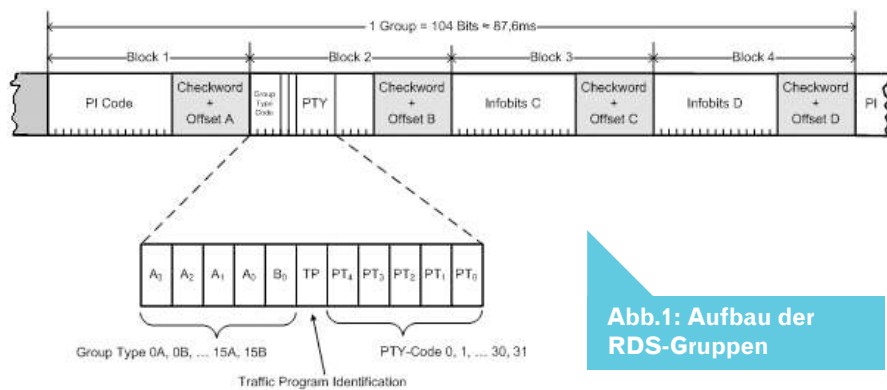 1 Group = 104 Bits ≈ 87,6ms
Block 1
Block 2
Block 3
Block 4
PI Code
Checkword
+
Offset A
Group
Type
Code
PTY
Checkword
+
Offset B
Infobits C
Checkword
+
Offset C
Infobits D
Checkword
+
Offset D
PI
A₃ A₂ A₁ A₀ B₀ TP PT₄ PT₃ PT₂ PT₁ PT₀
Group Type 0A, 0B, ... 15A, 15B
PTY-Code 0, 1, ... 30, 31
Traffic Program Identification
Abb.1: Aufbau der
RDS-Gruppen